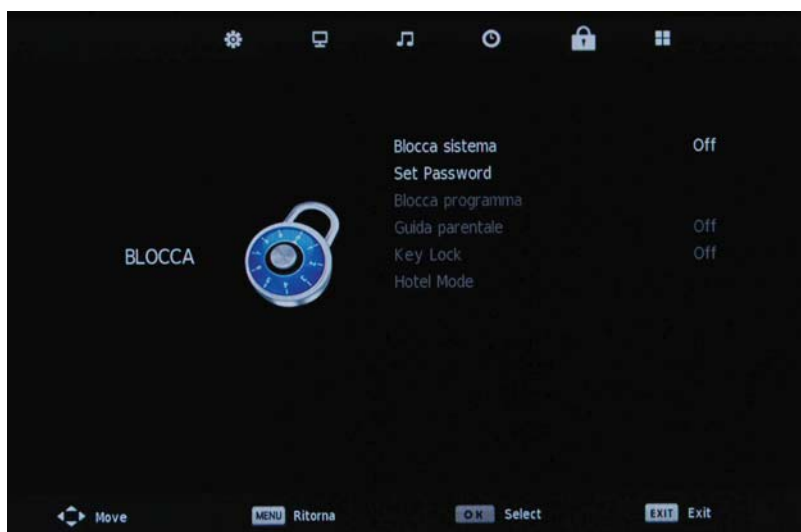 Blocca sistema Off
Set Password
Blocca programma
Guida parentale Off
Key Lock Off
Hotel Mode
BLOCCA
Move MENU Ritorna OK Select EXIT Exit